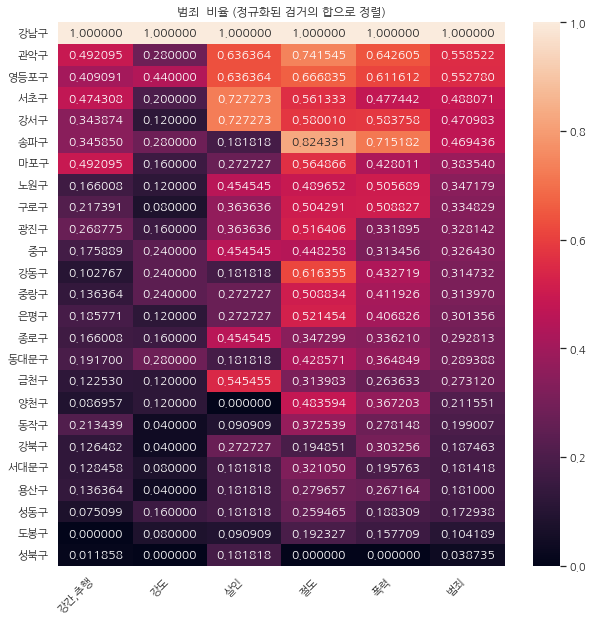 범죄 비율 (정규화된 검거의 합으로 정렬)
강남구 1.000000 1.000000 1.000000 1.000000 1.000000 1.000000
관악구 0.492095 0.280000 0.636364 0.741545 0.642605 0.558522
영등포구 0.409091 0.440000 0.636364 0.666835 0.611612 0.552780
서초구 0.474308 0.200000 0.727273 0.561333 0.477442 0.488071
강서구 0.343874 0.120000 0.727273 0.580010 0.583758 0.470983
송파구 0.345850 0.280000 0.181818 0.824331 0.715182 0.469436
마포구 0.492095 0.160000 0.272727 0.564866 0.428011 0.383540
노원구 0.166008 0.120000 0.454545 0.489652 0.505689 0.347179
구로구 0.217391 0.080000 0.363636 0.504291 0.508827 0.334829
광진구 0.268775 0.160000 0.363636 0.516406 0.331895 0.328142
중구 0.175889 0.240000 0.454545 0.448258 0.313456 0.326430
강동구 0.102767 0.240000 0.181818 0.616355 0.432719 0.314732
중랑구 0.136364 0.240000 0.272727 0.508834 0.411926 0.313970
은평구 0.185771 0.120000 0.272727 0.521454 0.406826 0.301356
종로구 0.166008 0.160000 0.454545 0.347299 0.336210 0.292813
동대문구 0.191700 0.280000 0.181818 0.428571 0.364849 0.289388
금천구 0.122530 0.120000 0.545455 0.313983 0.263633 0.273120
양천구 0.086957 0.120000 0.000000 0.483594 0.367203 0.211551
동작구 0.213439 0.040000 0.090909 0.372539 0.278148 0.199007
강북구 0.126482 0.040000 0.272727 0.194851 0.303256 0.187463
서대문구 0.128458 0.080000 0.181818 0.321050 0.195763 0.181418
용산구 0.136364 0.040000 0.181818 0.279657 0.267164 0.181000
성동구 0.075099 0.160000 0.181818 0.259465 0.188309 0.172938
도봉구 0.000000 0.080000 0.090909 0.192327 0.157709 0.104189
성북구 0.011858 0.000000 0.181818 0.000000 0.000000 0.038735
강간,추행 강도 살인 절도 폭력 범죄
1.0
0.8
0.6
0.4
0.2
0.0